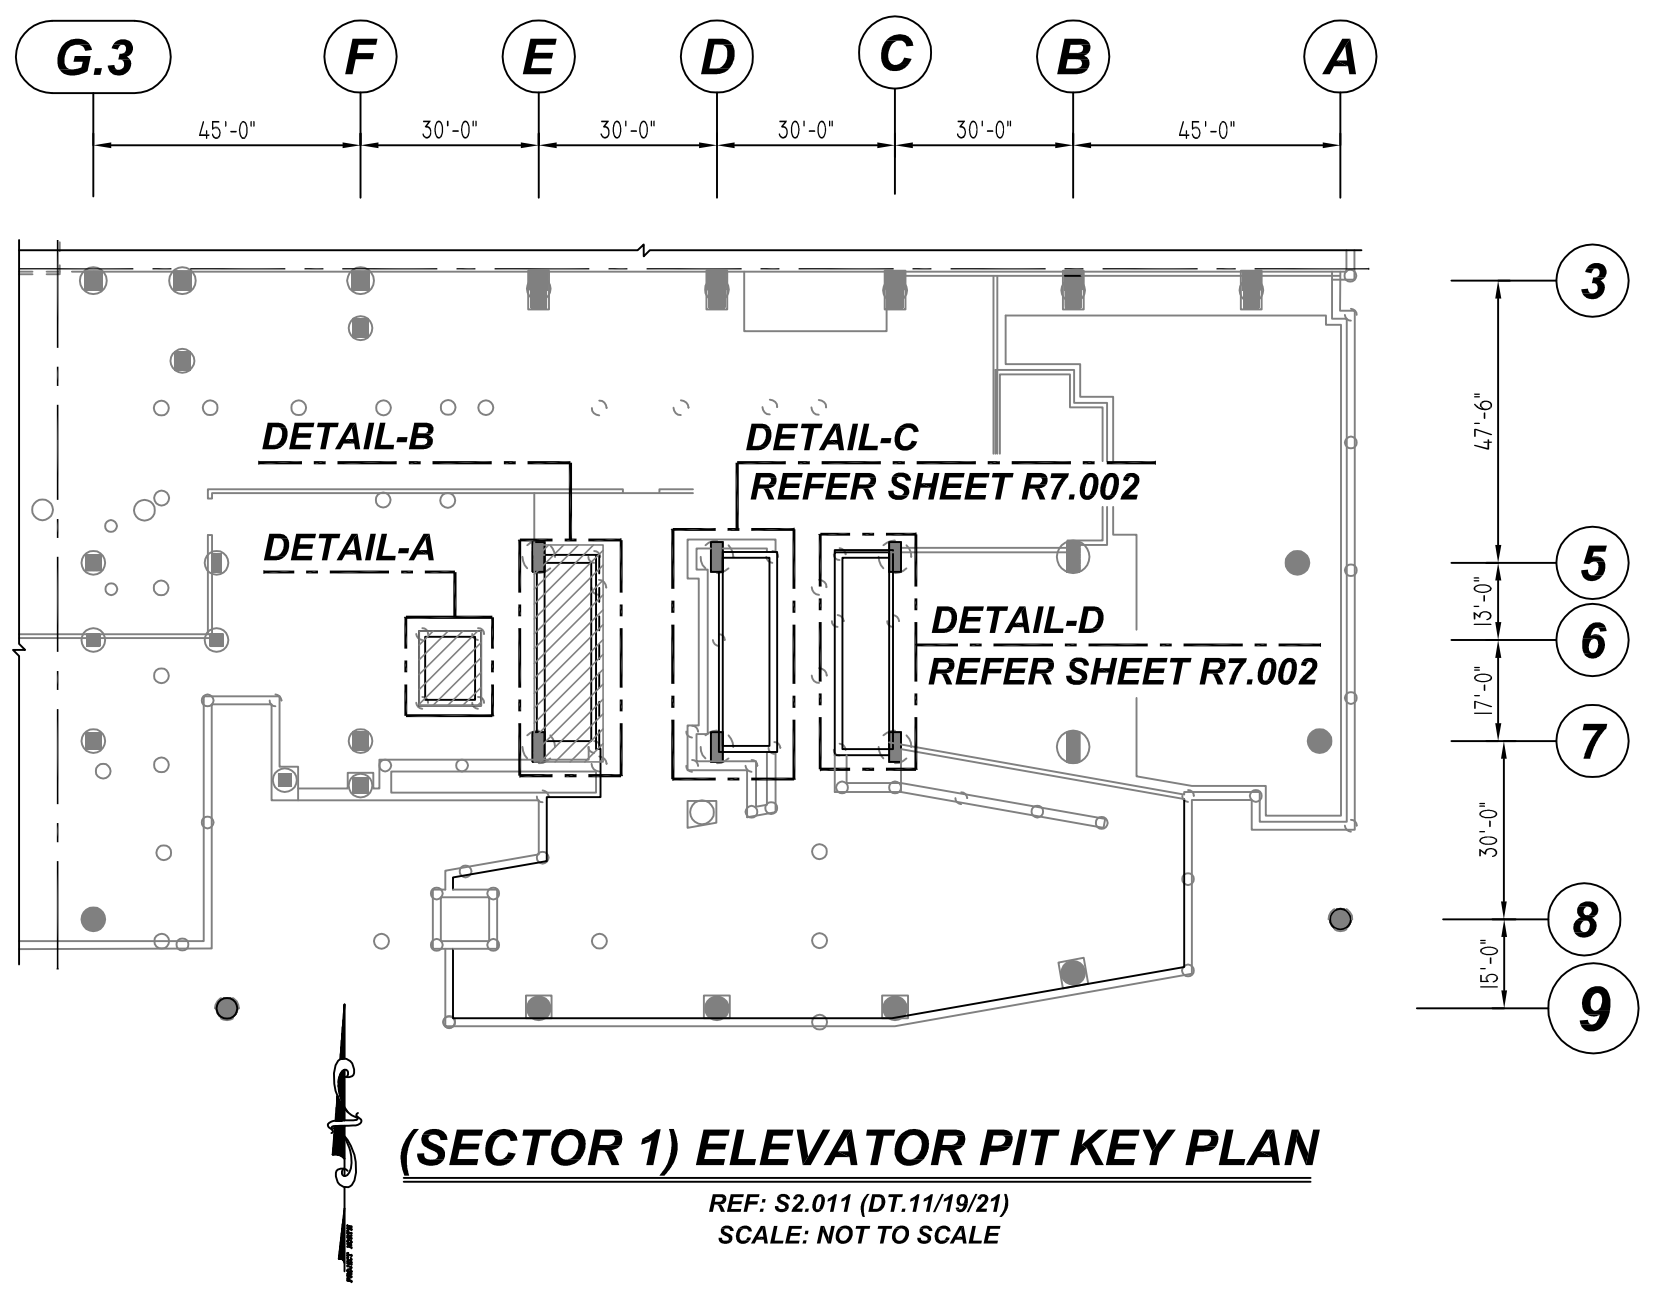 G.3 F E D C B A
45'-0" 30'-0" 30'-0" 30'-0" 30'-0" 45'-0"
3
47'-6"
DETAIL-B
DETAIL-C
REFER SHEET R7.002
DETAIL-A
5
13'-0"
DETAIL-D
6
REFER SHEET R7.002
17'-0"
7
30'-0"
8
15'-0"
9
PROJECT NORTH
(SECTOR 1) ELEVATOR PIT KEY PLAN
REF: S2.011 (DT.11/19/21)
SCALE: NOT TO SCALE